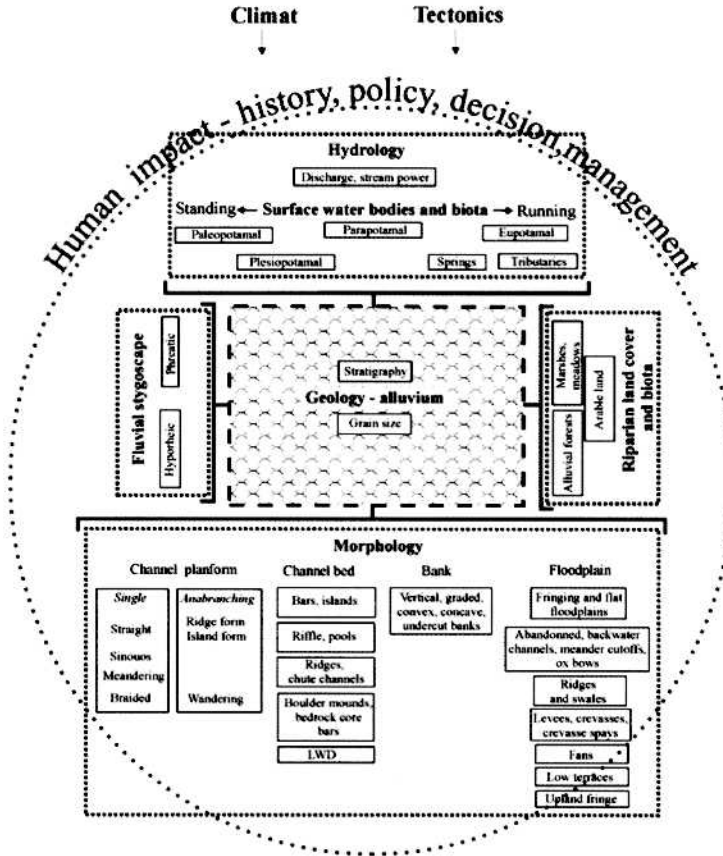 Climat Tectonics
Human impact - history, policy, decision, management
Hydrology
Discharge, stream power
Standing Surface water bodies and biota Running
Paleopotamal Parapotamal Eupotamal
Plesiopotamal Springs Tributaries
Fluvial stygoscape
Phreatic
Hyporheic
Stratigraphy
Geology - alluvium
Grain size
Marshes,
meadows
Alluvial forests
Arable land
Riparian land cover
and biota
Morphology
Channel planform
Single
Straight
Sinouos
Meandering
Braided
Anabranching
Ridge form
Island form
Wandering
Channel bed
Bars, islands
Riffle, pools
Ridges,
chute channels
Boulder mounds,
bedrock core
bars
LWD
Bank
Vertical, graded,
convex, concave,
undercut banks
Floodplain
Fringing and flat
floodplains
Abandonned, backwater
channels, meander cutoffs,
ox bows
Ridges
and swales
Levees, crevasses,
crevasse spays
Fans
Low terraces
Upland fringe